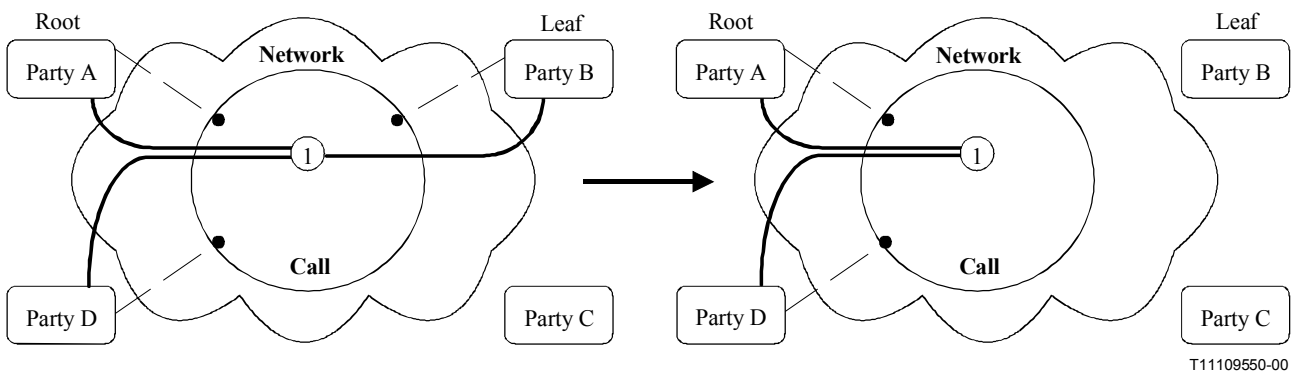 Root
Leaf
Root
Leaf
Party A
Network
Party B
Party A
Network
Party B
1
1
Call
Call
Party D
Party C
Party D
Party C
T11109550-00